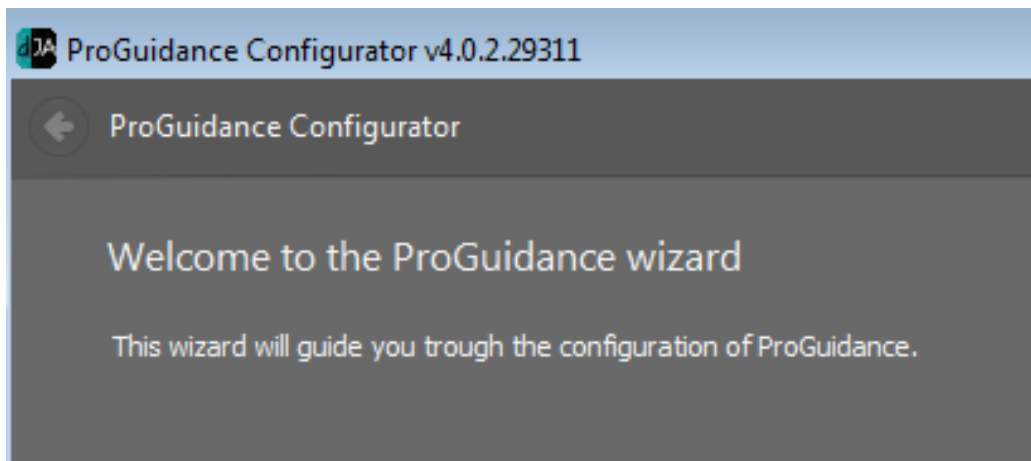 ProGuidance Configurator v4.0.2.29311
ProGuidance Configurator
Welcome to the ProGuidance wizard
This wizard will guide you trough the configuration of ProGuidance.